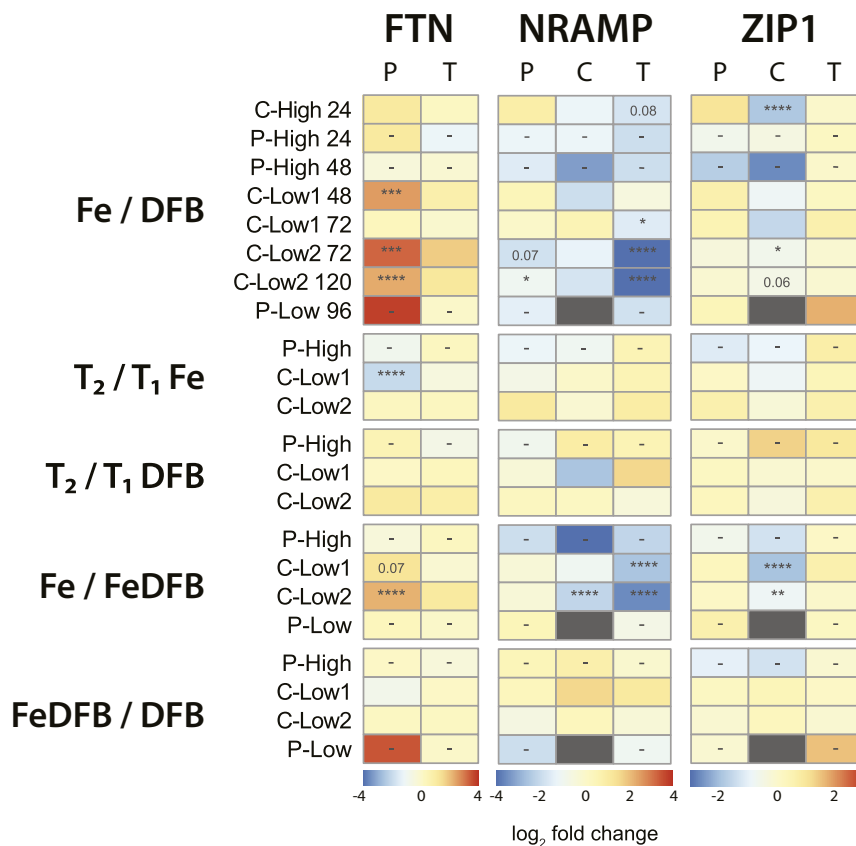 FTN NRAMP ZIP1
P T P C T P C T
Fe / DFB
C-High 24 0.08 ****
P-High 24 - - - - - - - -
P-High 48 - - - - - - - -
C-Low1 48 ***
C-Low1 72 *
C-Low2 72 *** 0.07 **** *
C-Low2 120 **** * **** 0.06
P-Low 96 - - - -
T₂ / T₁ Fe
P-High - - - - - - - -
C-Low1 ****
C-Low2
T₂ / T₁ DFB
P-High - - - - - - - -
C-Low1
C-Low2
Fe / FeDFB
P-High - - - - - - - -
C-Low1 0.07 **** ****
C-Low2 **** **** **** **
P-Low - - - - - -
FeDFB / DFB
P-High - - - - - - - -
C-Low1
C-Low2
P-Low - - - - - -
-4 0 4 -4 -2 0 2 4 -2 0 2
log₂ fold change